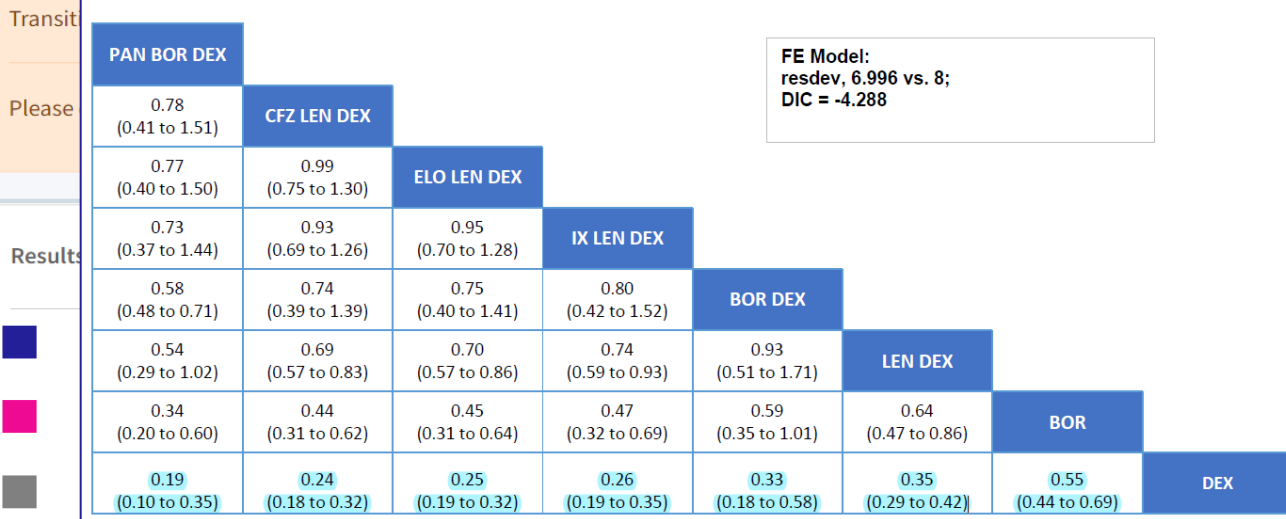 Transiti
PAN BOR DEX
FE Model:
resdev, 6.996 vs. 8;
DIC = -4.288
Please
0.78
(0.41 to 1.51)
CFZ LEN DEX
0.77
(0.40 to 1.50)
0.99
(0.75 to 1.30)
ELO LEN DEX
0.73
(0.37 to 1.44)
0.93
(0.69 to 1.26)
0.95
(0.70 to 1.28)
IX LEN DEX
Results
0.58
(0.48 to 0.71)
0.74
(0.39 to 1.39)
0.75
(0.40 to 1.41)
0.80
(0.42 to 1.52)
BOR DEX
0.54
(0.29 to 1.02)
0.69
(0.57 to 0.83)
0.70
(0.57 to 0.86)
0.74
(0.59 to 0.93)
0.93
(0.51 to 1.71)
LEN DEX
0.34
(0.20 to 0.60)
0.44
(0.31 to 0.62)
0.45
(0.31 to 0.64)
0.47
(0.32 to 0.69)
0.59
(0.35 to 1.01)
0.64
(0.47 to 0.86)
BOR
0.19
(0.10 to 0.35)
0.24
(0.18 to 0.32)
0.25
(0.19 to 0.32)
0.26
(0.19 to 0.35)
0.33
(0.18 to 0.58)
0.35
(0.29 to 0.42)
0.55
(0.44 to 0.69)
DEX